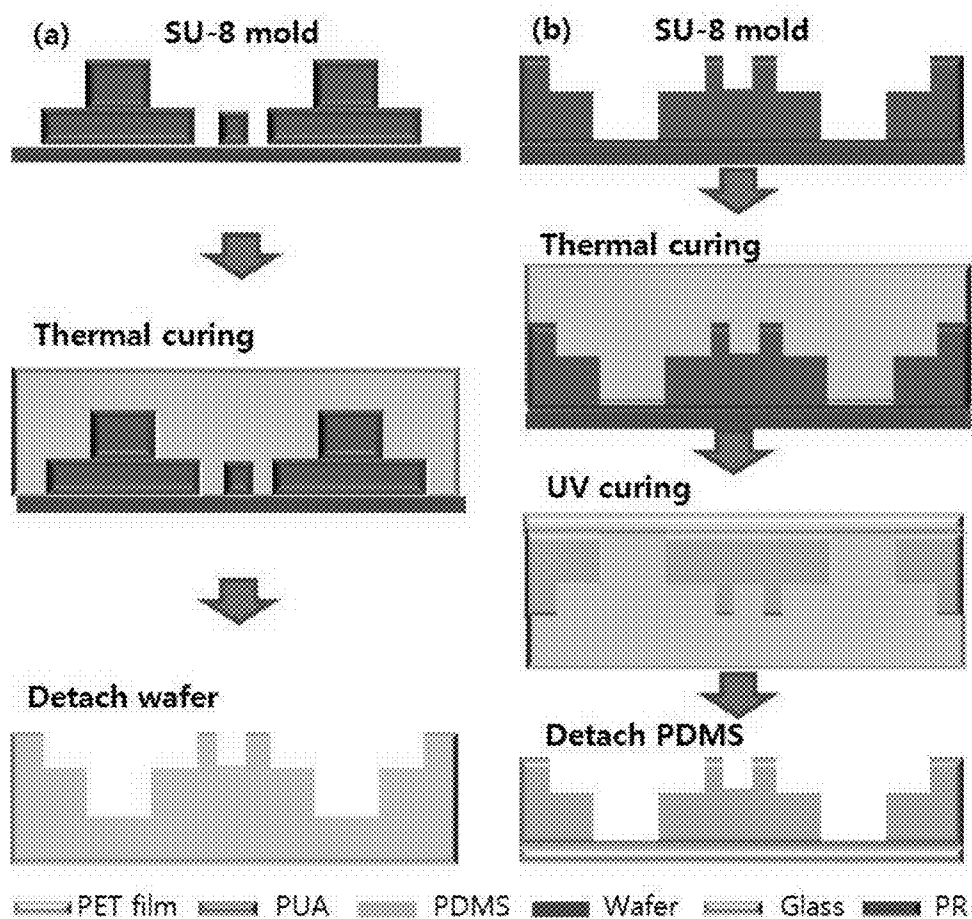 (a) SU-8 mold
Thermal curing
Detach wafer
(b) SU-8 mold
Thermal curing
UV curing
Detach PDMS
PET film PUA PDMS Wafer Glass PR